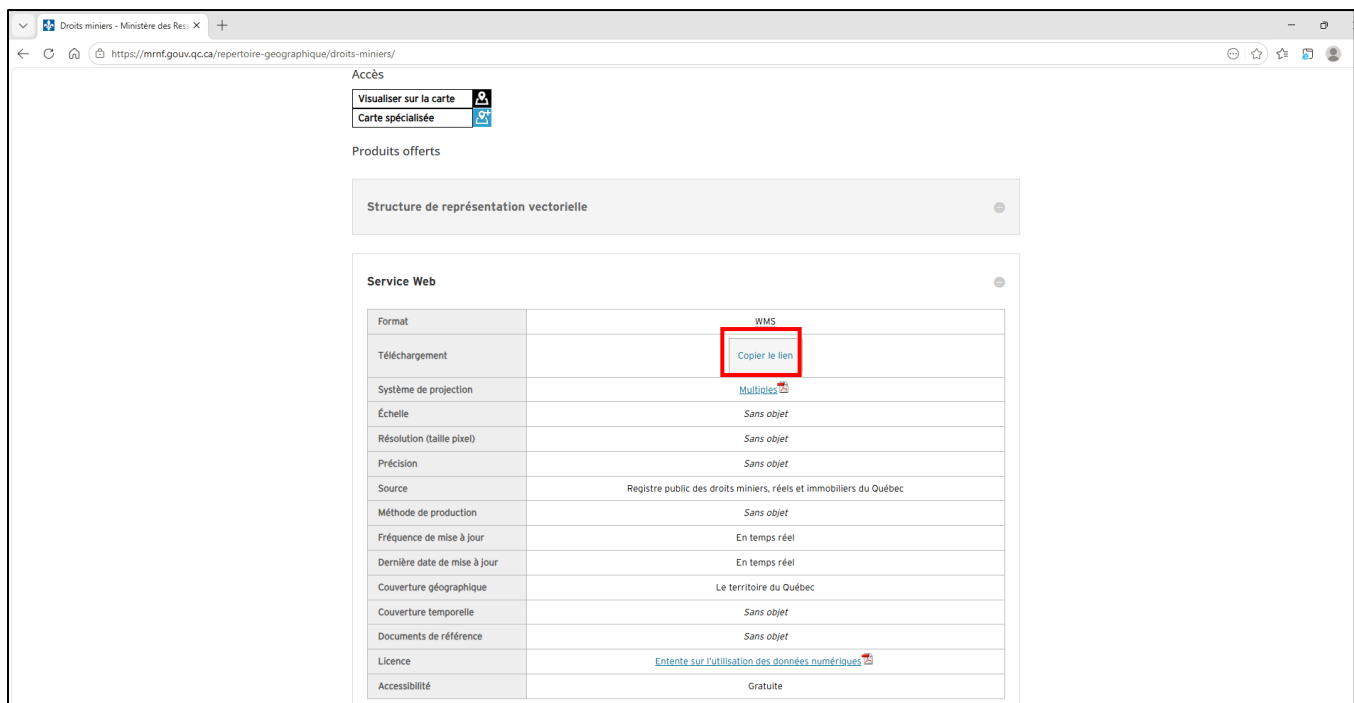 Droits miniers - Ministère des Res
https://mrnf.gouv.qc.ca/repertoire-geographique/droits-miniers/
Accès
Visualiser sur la carte
Carte spécialisée
Produits offerts
Structure de représentation vectorielle
Service Web
Format WMS
Téléchargement Copier le lien
Système de projection Multiples
Échelle Sans objet
Résolution (taille pixel) Sans objet
Précision Sans objet
Source Registre public des droits miniers, réels et immobiliers du Québec
Méthode de production Sans objet
Fréquence de mise à jour En temps réel
Dernière date de mise à jour En temps réel
Couverture géographique Le territoire du Québec
Couverture temporelle Sans objet
Documents de référence Sans objet
Licence Entente sur l'utilisation des données numériques
Accessibilité Gratuite